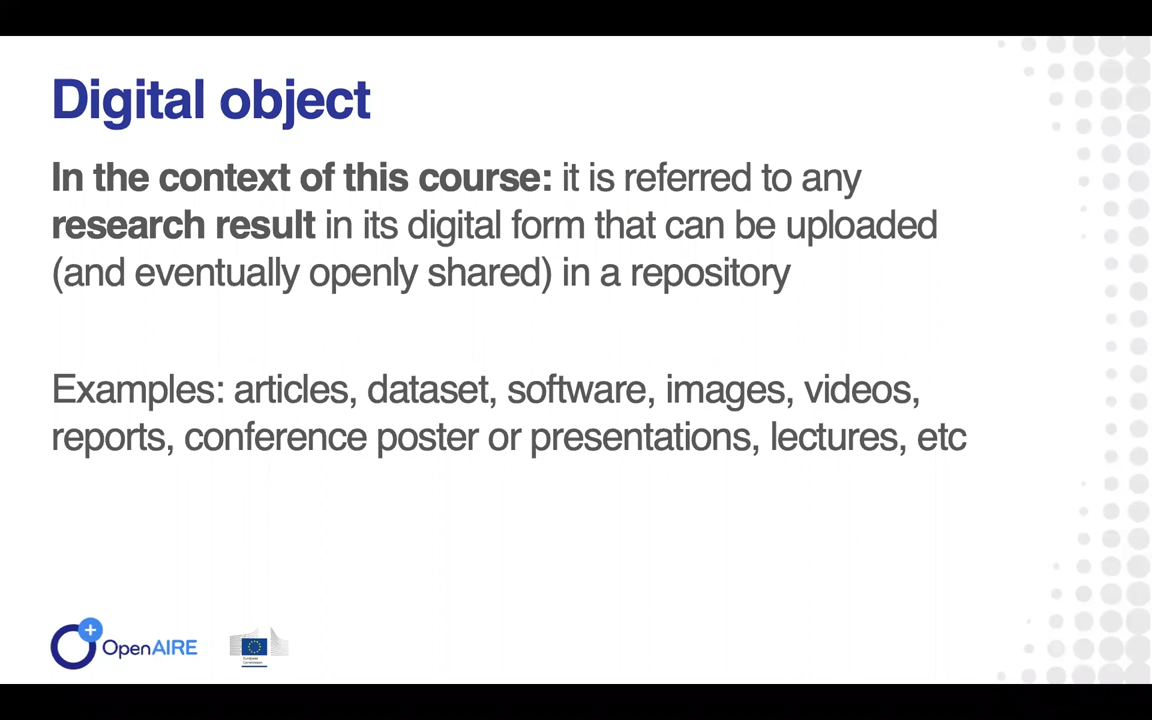 Digital object
In the context of this course: it is referred to any
research result in its digital form that can be uploaded
(and eventually openly shared) in a repository
Examples: articles, dataset, software, images, videos,
reports, conference poster or presentations, lectures, etc
+
OpenAIRE
European
Commission